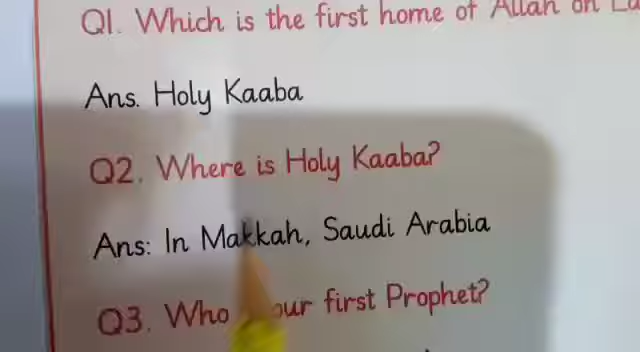 Q1. Which is the first home of Allah on
Ans. Holy Kaaba
Q2. Where is Holy Kaaba?
Ans: In Makkah, Saudi Arabia
Q3. Who our first Prophet?